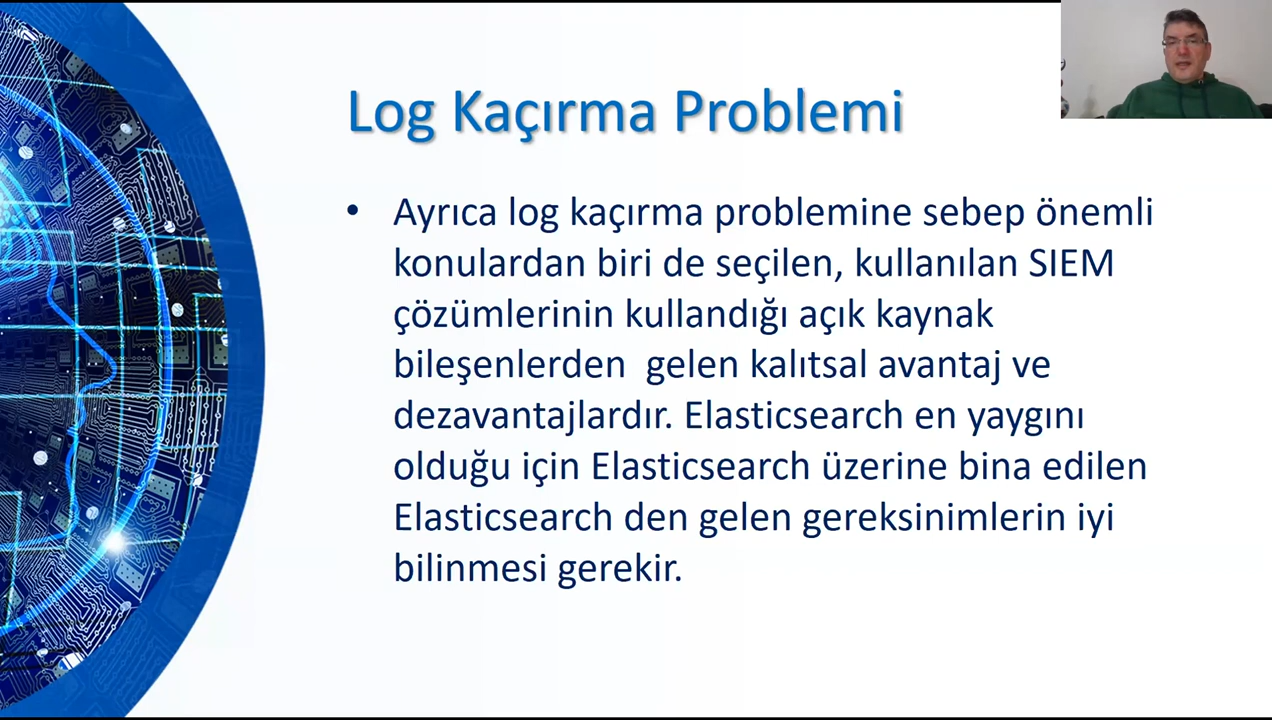 Log Kaçırma Problemi
• Ayrıca log kaçırma problemine sebep önemli
konulardan biri de seçilen, kullanılan SIEM
çözümlerinin kullandığı açık kaynak
bileşenlerden  gelen kalıtsal avantaj ve
dezavantajlardır. Elasticsearch en yaygını
olduğu için Elasticsearch üzerine bina edilen
Elasticsearch den gelen gereksinimlerin iyi
bilinmesi gerekir.